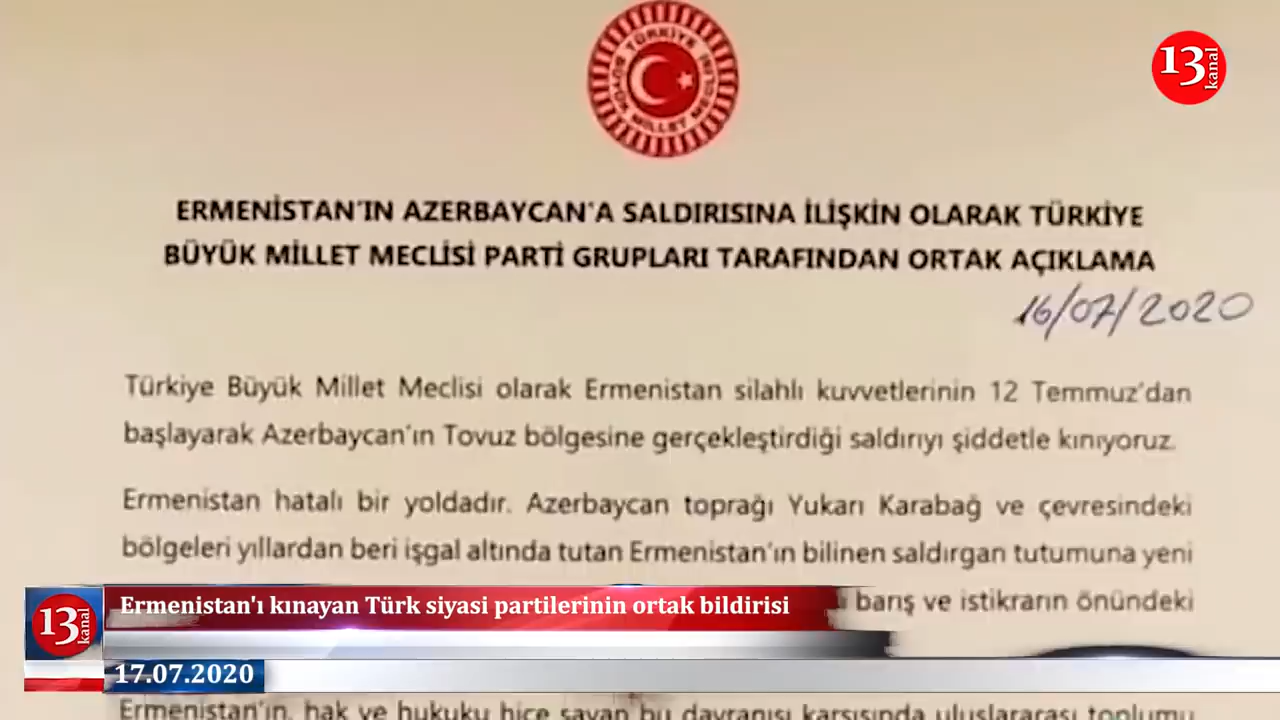 TÜRKİYE BÜYÜK MİLLET MECLİSİ
13 kanal
ERMENİSTAN'IN AZERBAYCAN'A SALDIRISINA İLİŞKİN OLARAK TÜRKİYE
BÜYÜK MİLLET MECLİSİ PARTİ GRUPLARI TARAFINDAN ORTAK AÇIKLAMA
16/07/2020
Türkiye Büyük Millet Meclisi olarak Ermenistan silahlı kuvvetlerinin 12 Temmuz'dan
başlayarak Azerbaycan'ın Tovuz bölgesine gerçekleştirdiği saldırıyı şiddetle kınıyoruz.
Ermenistan hatalı bir yoldadır. Azerbaycan toprağı Yukarı Karabağ ve çevresindeki
bölgeleri yıllardan beri işgal altında tutan Ermenistan'ın bilinen saldırgan tutumuna yeni
barış ve istikrarın önündeki
13 kanal
Ermenistan'ı kınayan Türk siyasi partilerinin ortak bildirisi
17.07.2020
Ermenistan'ın, hak ve hukuku hiçe sayan bu davranışı karşısında uluslararası toplumu